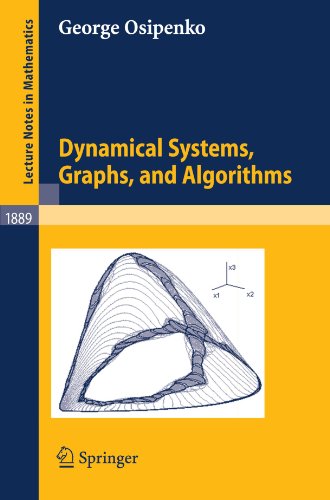 George Osipenko
Lecture Notes in Mathematics
1889
Dynamical Systems,
Graphs, and Algorithms
x3
x1
x2
Springer